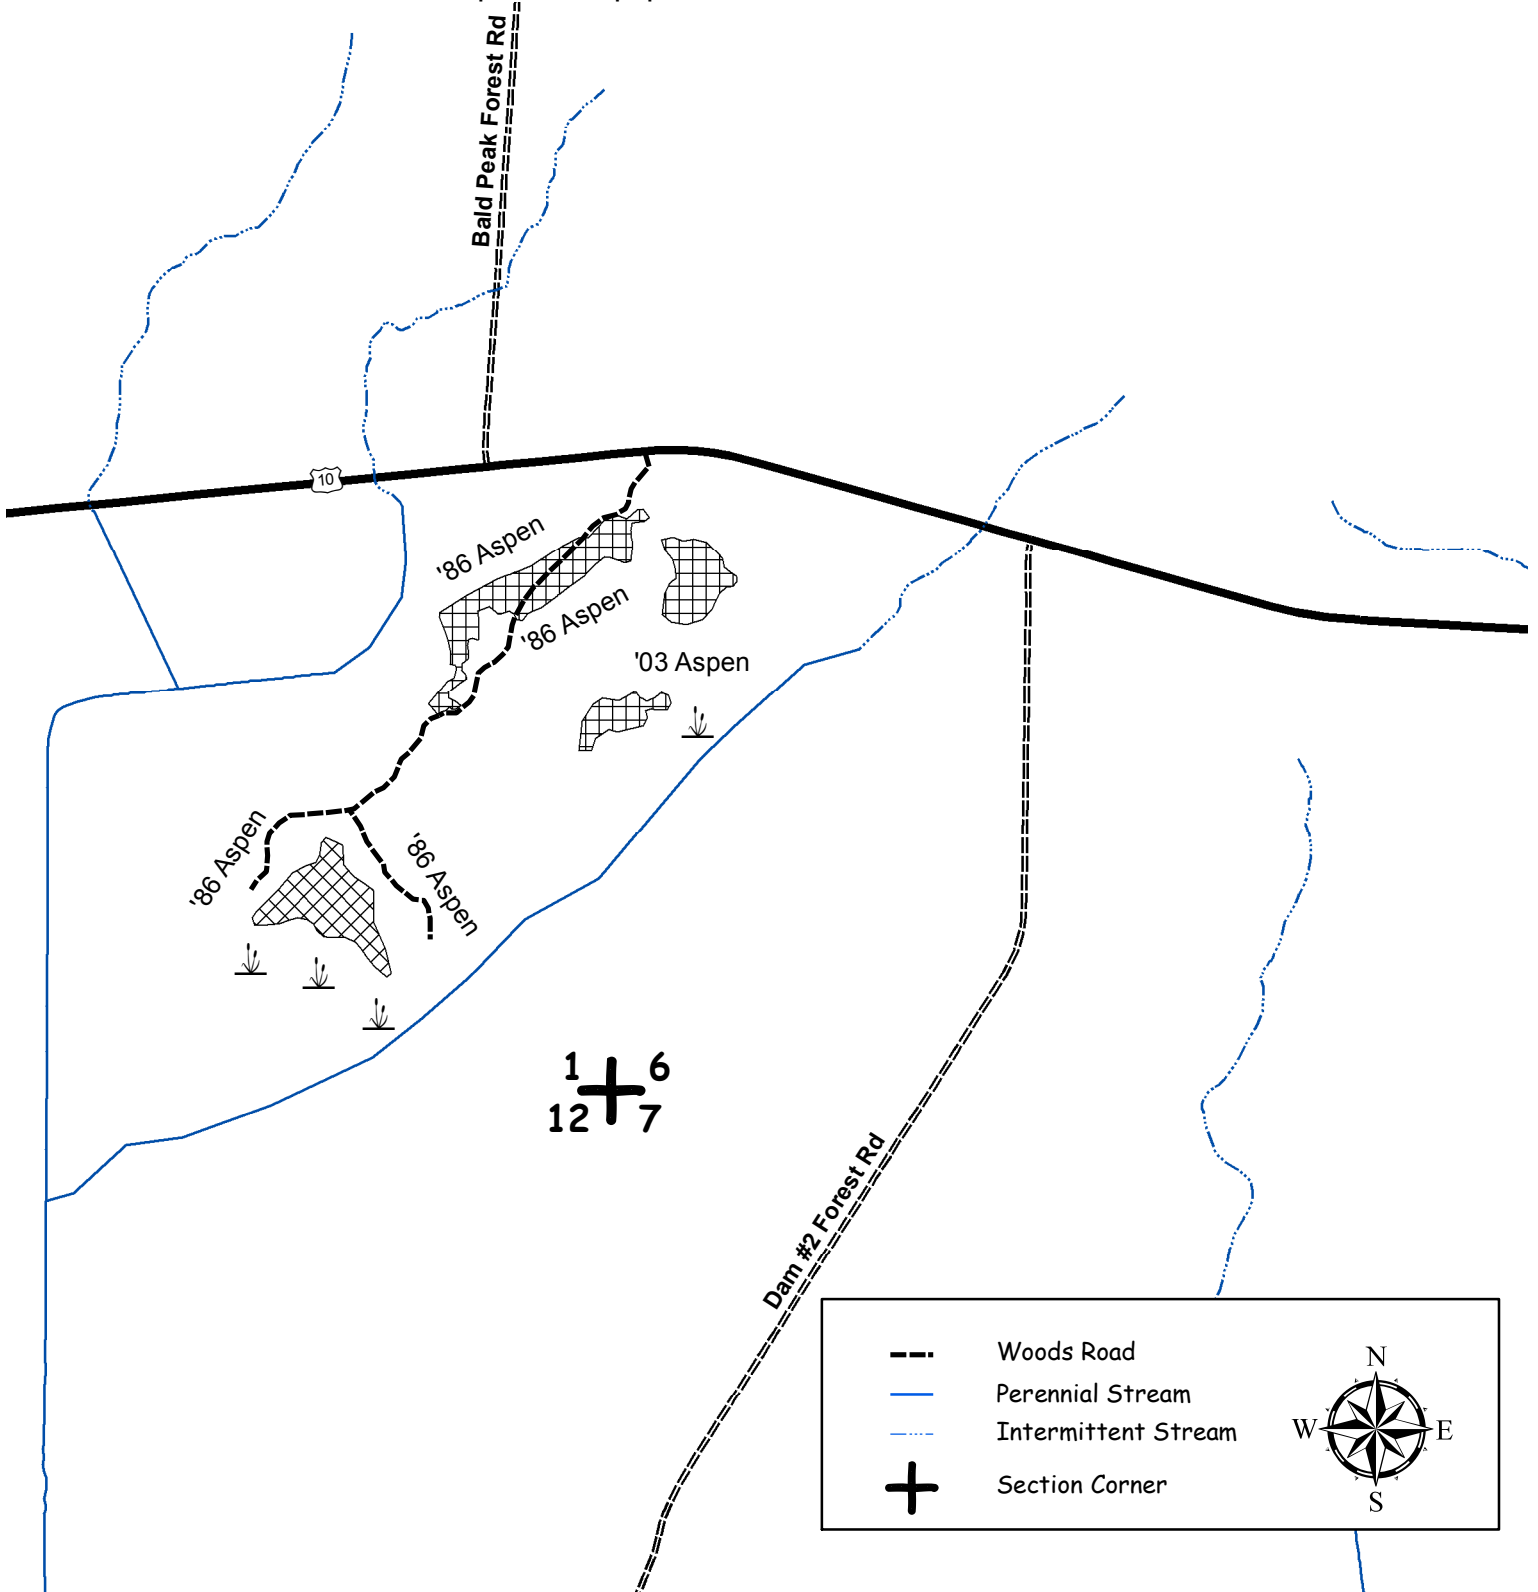 Bald Peak Forest Rd
10
'86 Aspen
'86 Aspen
'03 Aspen
'86 Aspen
'86 Aspen
1 6
12 7
Dam #2 Forest Rd
Woods Road
Perennial Stream
Intermittent Stream
Section Corner
N
W E
S